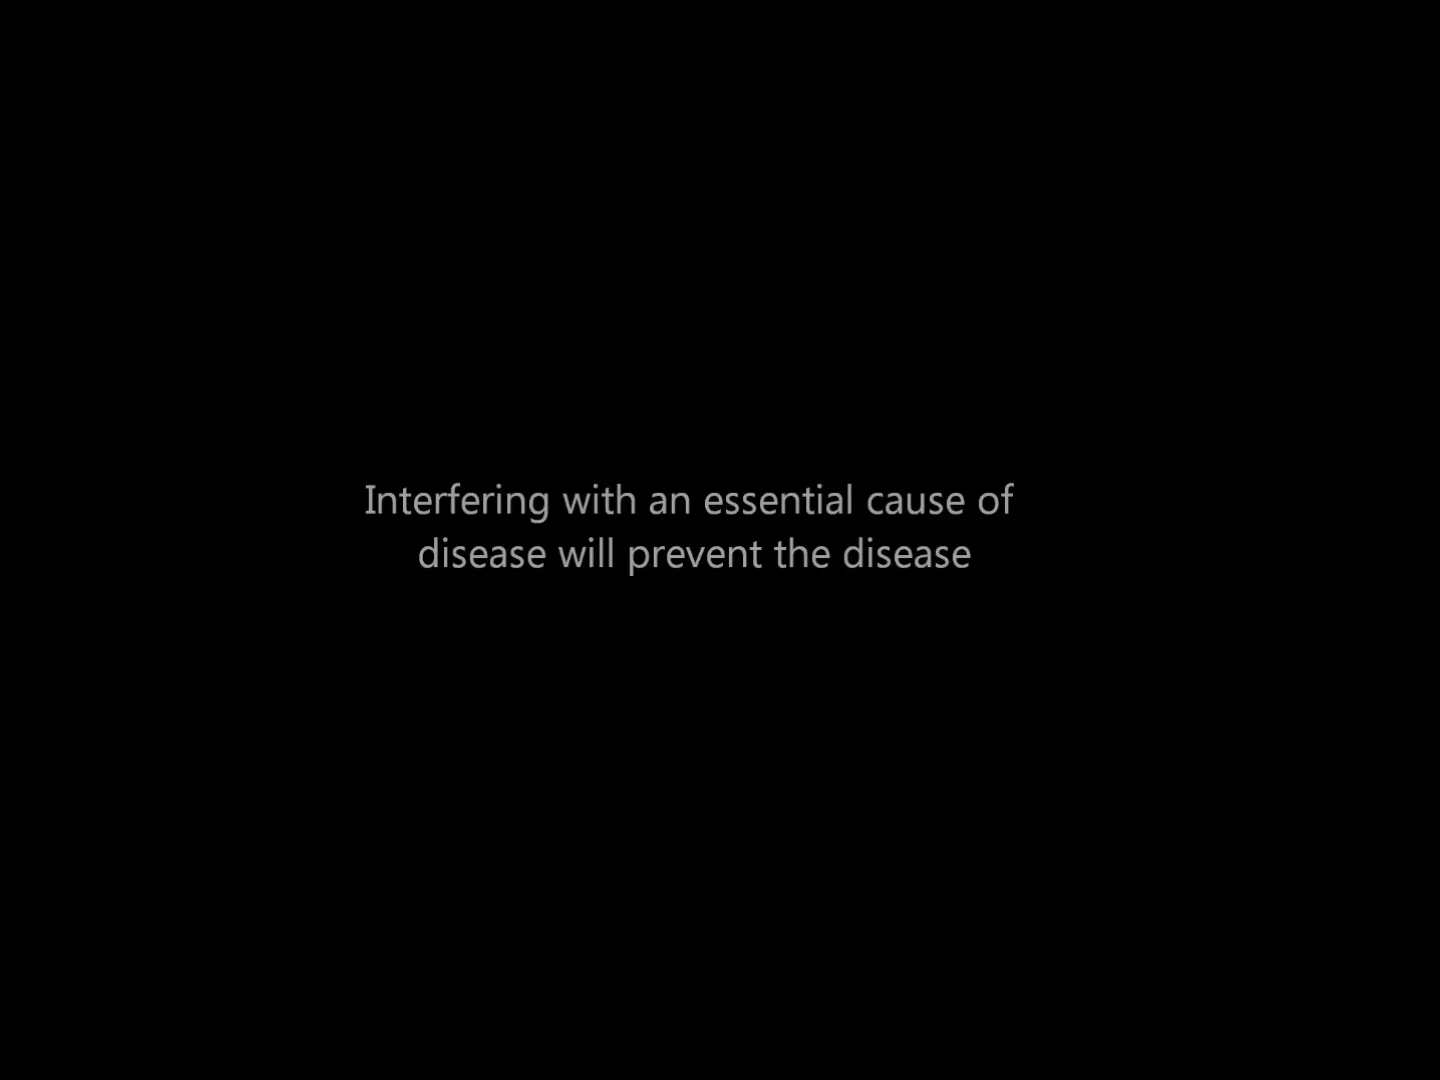 Interfering with an essential cause of
disease will prevent the disease